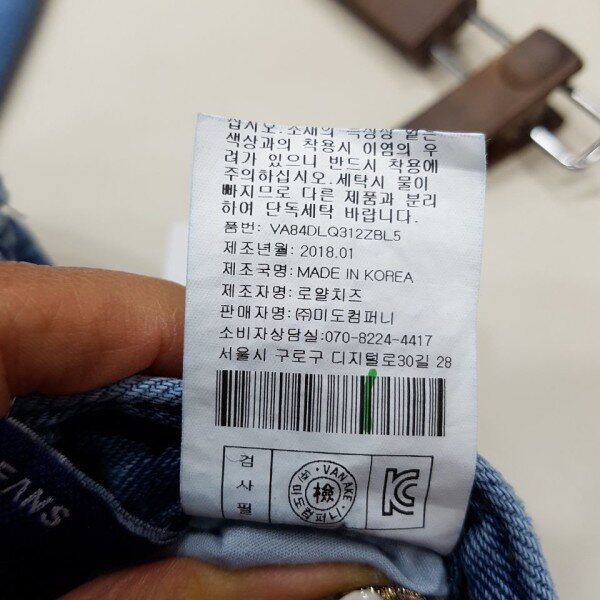 십시오.소재의 특성상 밝은
색상과의 착용시 이염의 우
려가 있으니 반드시 착용에
주의하십시오.세탁시 물이
빠지므로 다른 제품과 분리
하여 단독세탁 바랍니다.
품번: VA84DLQ312ZBL5
제조년월: 2018.01
제조국명: MADE IN KOREA
제조자명: 로얄치즈
판매자명: ㈜미도컴퍼니
소비자상담실:070-8224-4417
서울시 구로구 디지털로30길 28
검
사
필
VANAKE
㈜미도컴퍼니
檢
KC
EANS